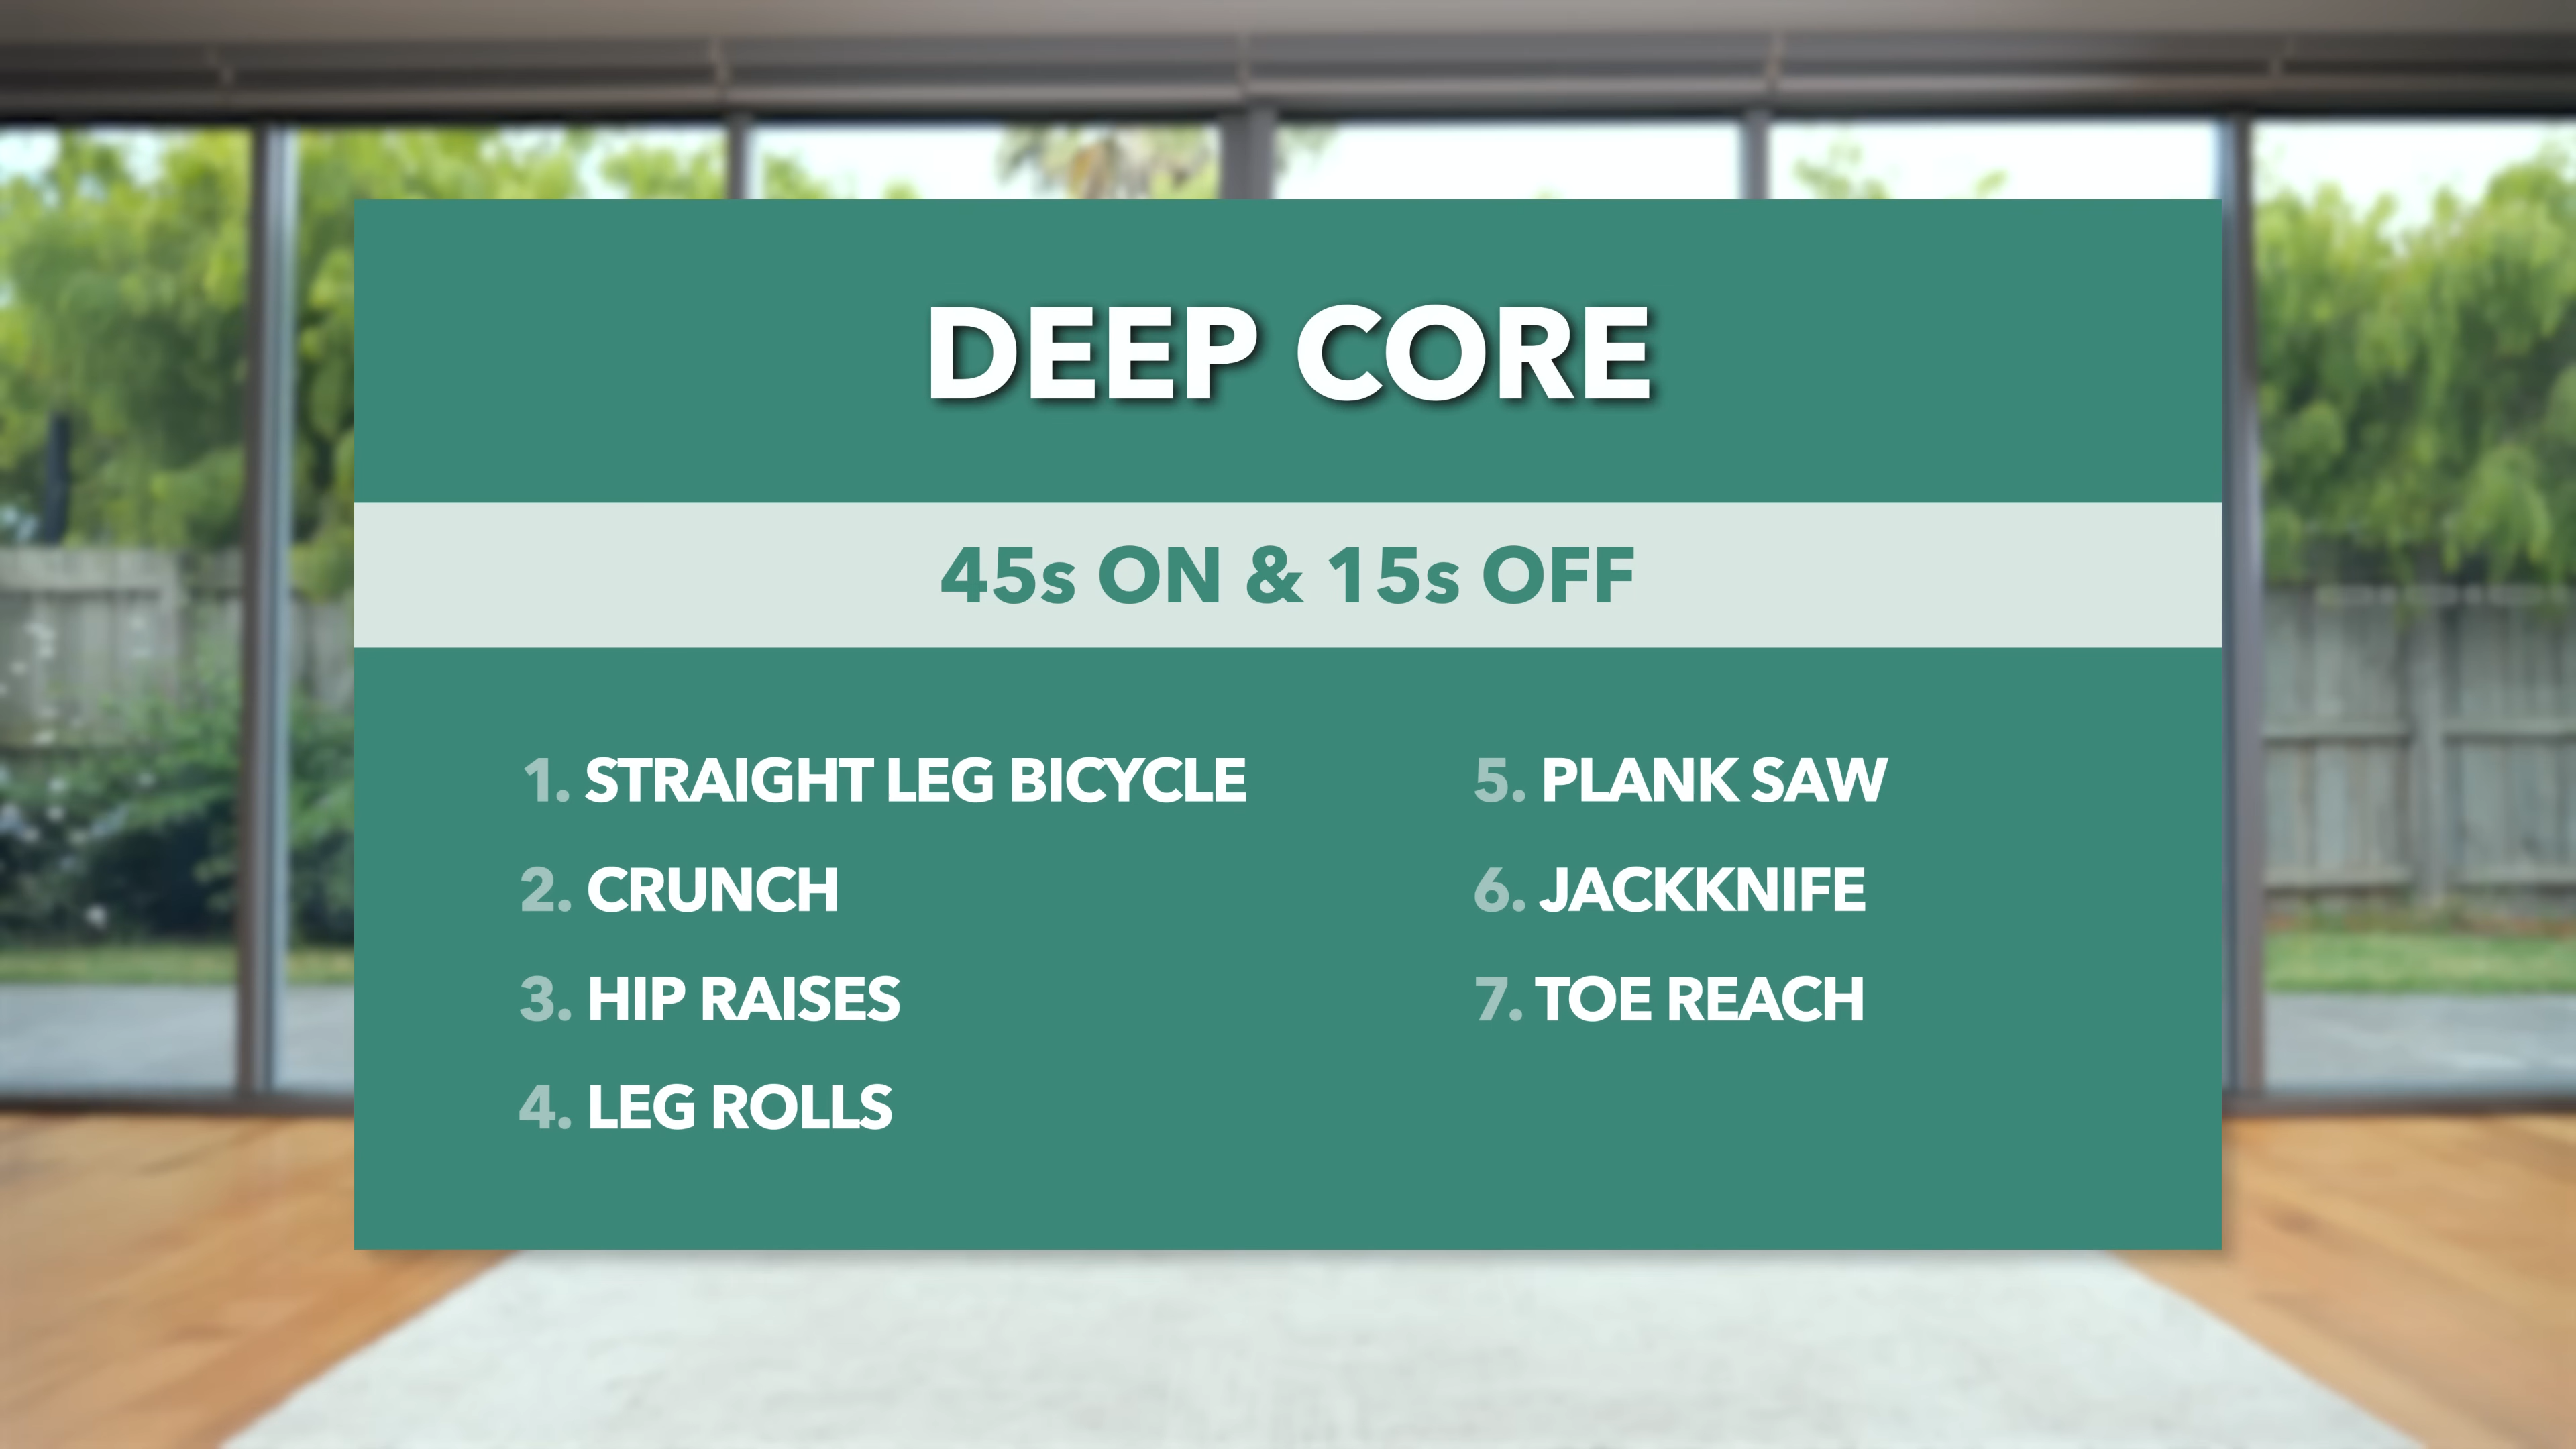 DEEP CORE
45s ON & 15s OFF
1. STRAIGHT LEG BICYCLE
2. CRUNCH
3. HIP RAISES
4. LEG ROLLS
5. PLANK SAW
6. JACKKNIFE
7. TOE REACH